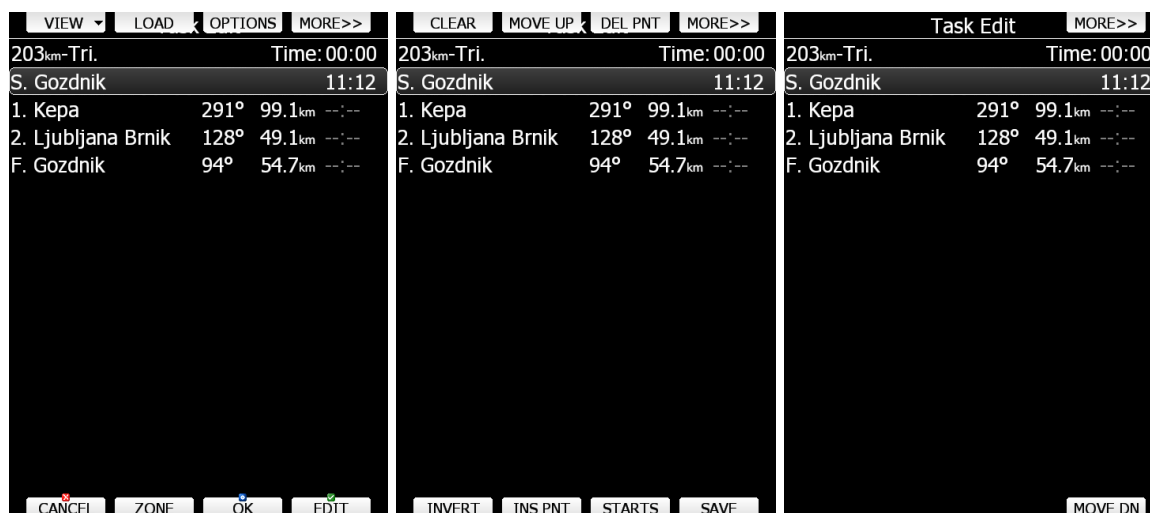 VIEW LOAD OPTIONS MORE>>
203km-Tri. Time: 00:00
S. Gozdnik 11:12
1. Kepa 291° 99.1km --:--
2. Ljubljana Brnik 128° 49.1km --:--
F. Gozdnik 94° 54.7km --:--
CANCEL ZONE OK EDIT
CLEAR MOVE UP DEL PNT MORE>>
203km-Tri. Time: 00:00
S. Gozdnik 11:12
1. Kepa 291° 99.1km --:--
2. Ljubljana Brnik 128° 49.1km --:--
F. Gozdnik 94° 54.7km --:--
INVERT INS PNT STARTS SAVE
Task Edit MORE>>
203km-Tri. Time: 00:00
S. Gozdnik 11:12
1. Kepa 291° 99.1km --:--
2. Ljubljana Brnik 128° 49.1km --:--
F. Gozdnik 94° 54.7km --:--
MOVE DN